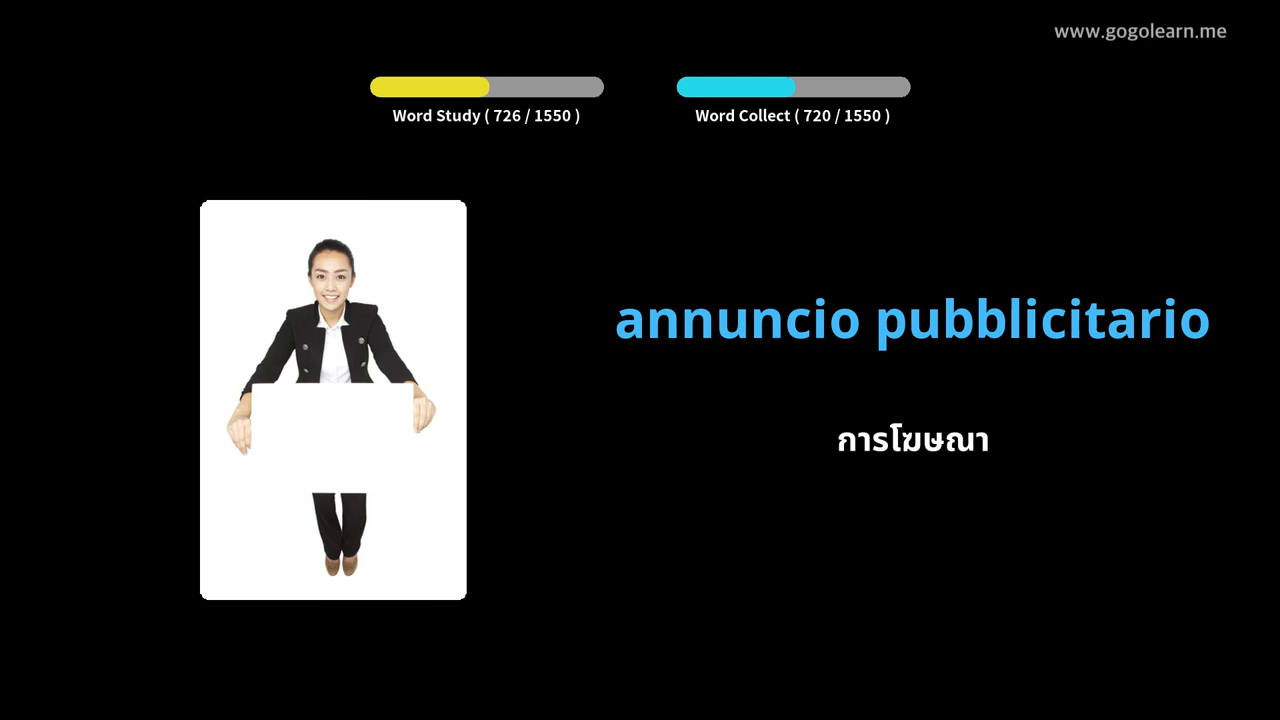 www.gogolearn.me
Word Study ( 726 / 1550 )
Word Collect ( 720 / 1550 )
annuncio pubblicitario
การโฆษณา